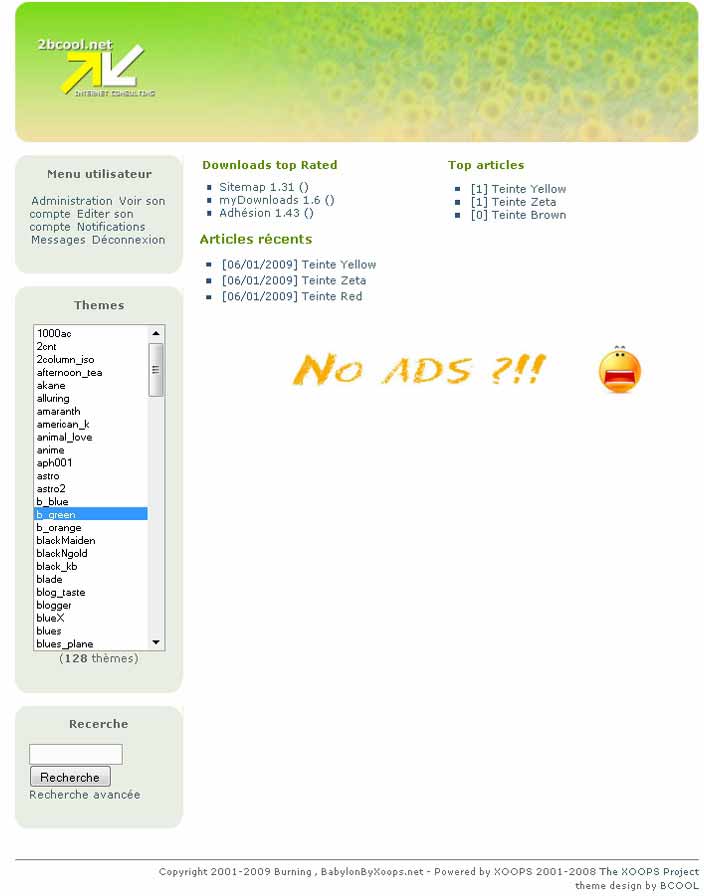 2bcool.net
INTERNET CONSULTING
Menu utilisateur
Administration Voir son
compte Editer son
compte Notifications
Messages Déconnexion
Downloads top Rated
Sitemap 1.31 ()
myDownloads 1.6 ()
Adhésion 1.43 ()
Top articles
[1] Teinte Yellow
[1] Teinte Zeta
[0] Teinte Brown
Articles récents
[06/01/2009] Teinte Yellow
[06/01/2009] Teinte Zeta
[06/01/2009] Teinte Red
No ads ?!!
Themes
1000ac
2cnt
2column_iso
afternoon_tea
akane
alluring
amaranth
american_k
animal_love
anime
aph001
astro
astro2
b_blue
b_green
b_orange
blackMaiden
blackNgold
black_kb
blade
blog_taste
blogger
blueX
blues
blues_plane
(128 thèmes)
Recerche
Recherche
Recherche avancée
Copyright 2001-2009 Burning , BabylonByXoops.net - Powered by XOOPS 2001-2008 The XOOPS Project
theme design by BCOOL